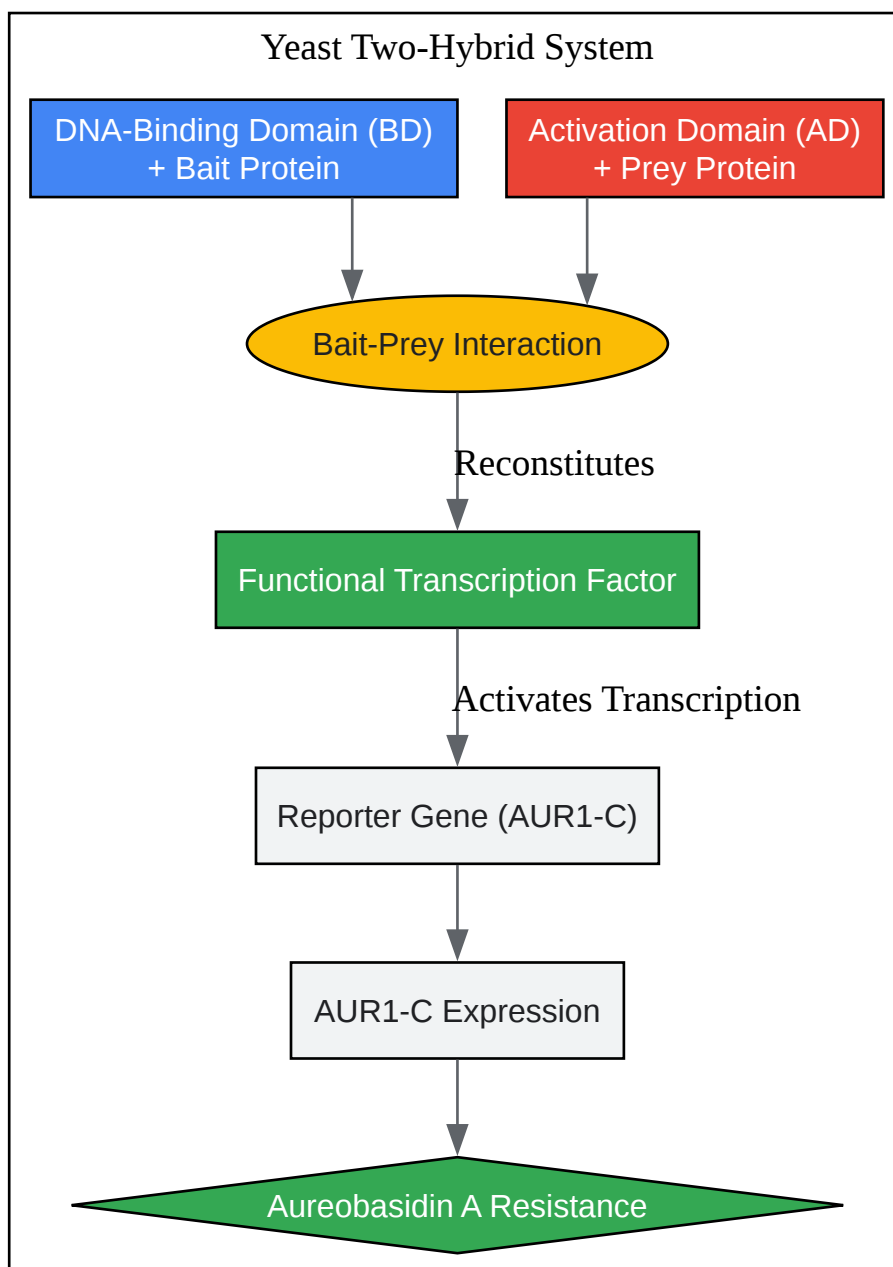 Yeast Two-Hybrid System
DNA-Binding Domain (BD)
+ Bait Protein
Activation Domain (AD)
+ Prey Protein
Bait-Prey Interaction
Reconstitutes
Functional Transcription Factor
Activates Transcription
Reporter Gene (AUR1-C)
AUR1-C Expression
Aureobasidin A Resistance